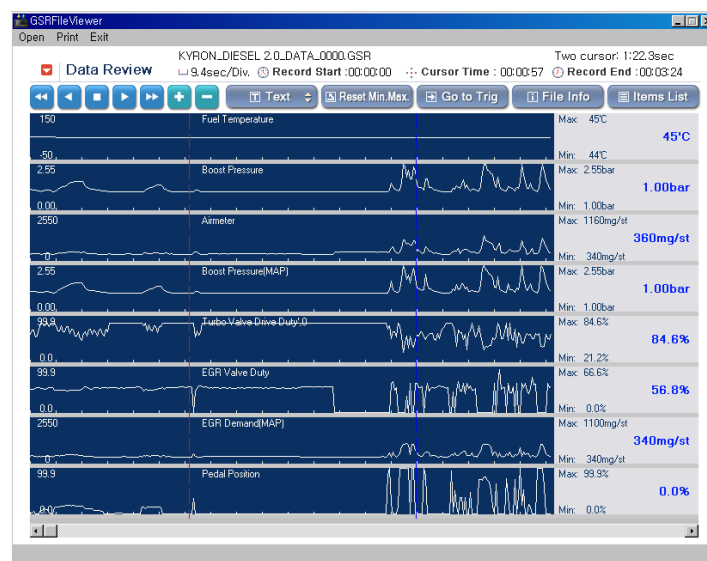 GSRFileViewer
Open Print Exit
KYRON_DIESEL 2.0_DATA_0000.GSR
Two cursor: 1:22.3sec
Data Review
9.4sec/Div. Record Start :00:00:00 Cursor Time : 00:00:57 Record End :00:03:24
Text Reset Min.Max. Go to Trig File Info Items List
150 Fuel Temperature Max: 45℃
45℃
-50 Min: 44℃
2.55 Boost Pressure Max: 2.55bar
1.00bar
0.00 Min: 1.00bar
2550 Airmeter Max: 1160mg/st
360mg/st
0 Min: 340mg/st
2.55 Boost Pressure(MAP) Max: 2.55bar
1.00bar
0.00 Min: 1.00bar
99.9 Turbo Valve Drive Duty',0 Max: 84.6%
84.6%
0.0 Min: 21.2%
99.9 EGR Valve Duty Max: 66.6%
56.8%
0.0 Min: 0.0%
2550 EGR Demand(MAP) Max: 1100mg/st
340mg/st
0 Min: 340mg/st
99.9 Pedal Position Max: 99.9%
0.0%
0.0 Min: 0.0%